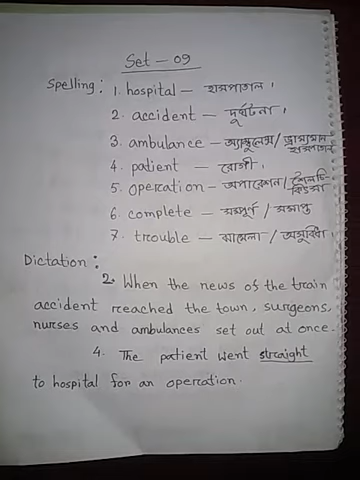 Set - 09
Spelling: 1. hospital - হাসপাতাল।
2. accident - দুর্ঘটনা।
3. ambulance - অ্যাম্বুলেন্স/ভ্রাম্যমান হাসপাতাল
4. patient - রোগী।
5. operation - অপারেশন/
6. complete - সম্পূর্ণ / সমাপ্ত
7. trouble - ঝামেলা / অসুবিধা।
Dictation:
2. When the news of the train
accident reached the town, surgeons,
nurses and ambulances set out at once.
4. The patient went straight
to hospital for an operation.